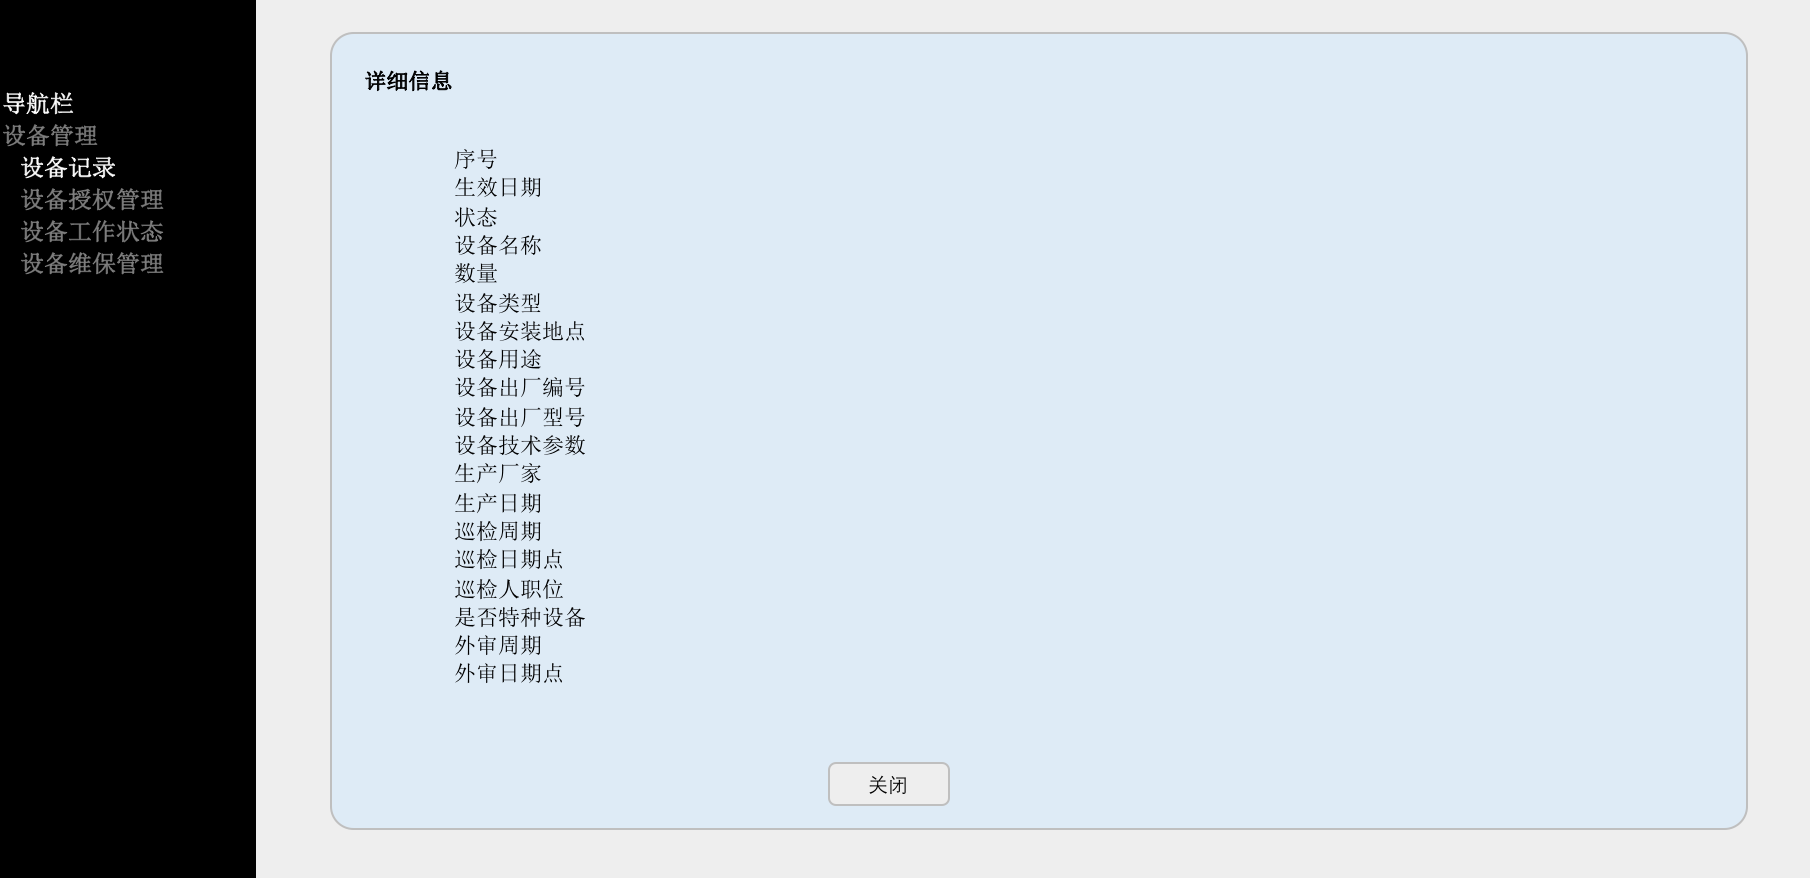 导航栏
设备管理
设备记录
设备授权管理
设备工作状态
设备维保管理
详细信息
序号
生效日期
状态
设备名称
数量
设备类型
设备安装地点
设备用途
设备出厂编号
设备出厂型号
设备技术参数
生产厂家
生产日期
巡检周期
巡检日期点
巡检人职位
是否特种设备
外审周期
外审日期点
关闭